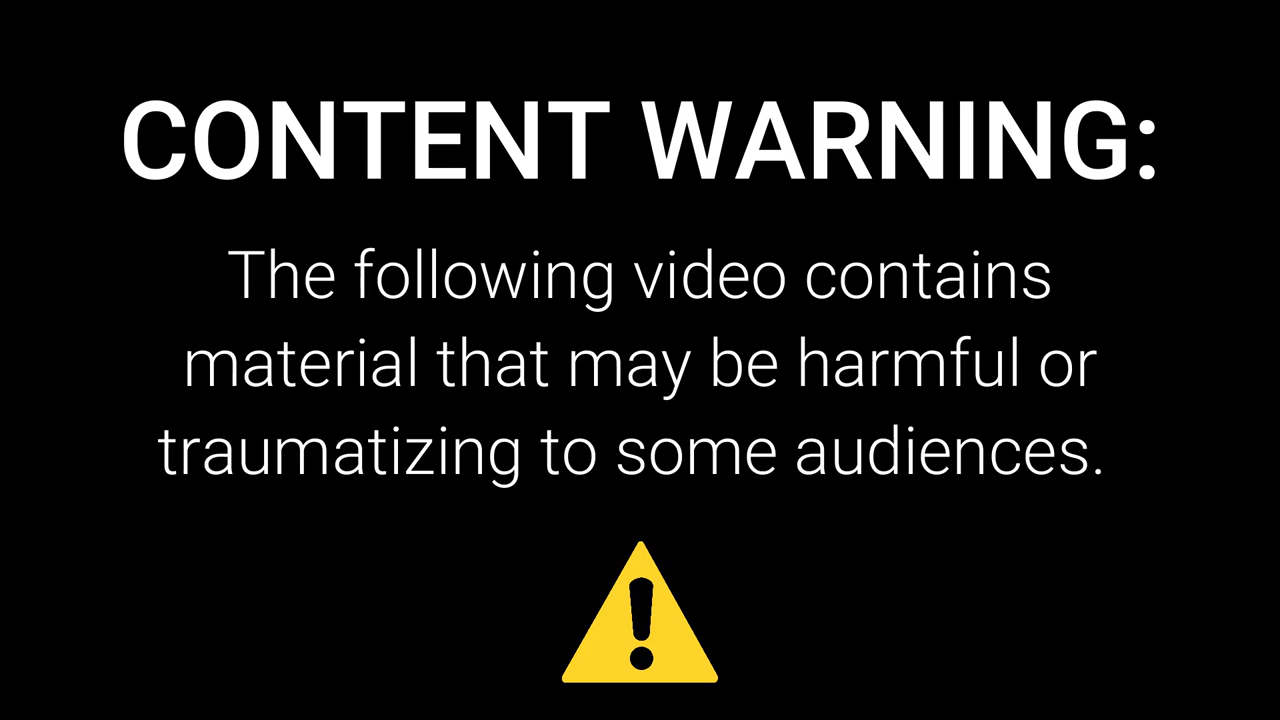 CONTENT WARNING:
The following video contains
material that may be harmful or
traumatizing to some audiences.